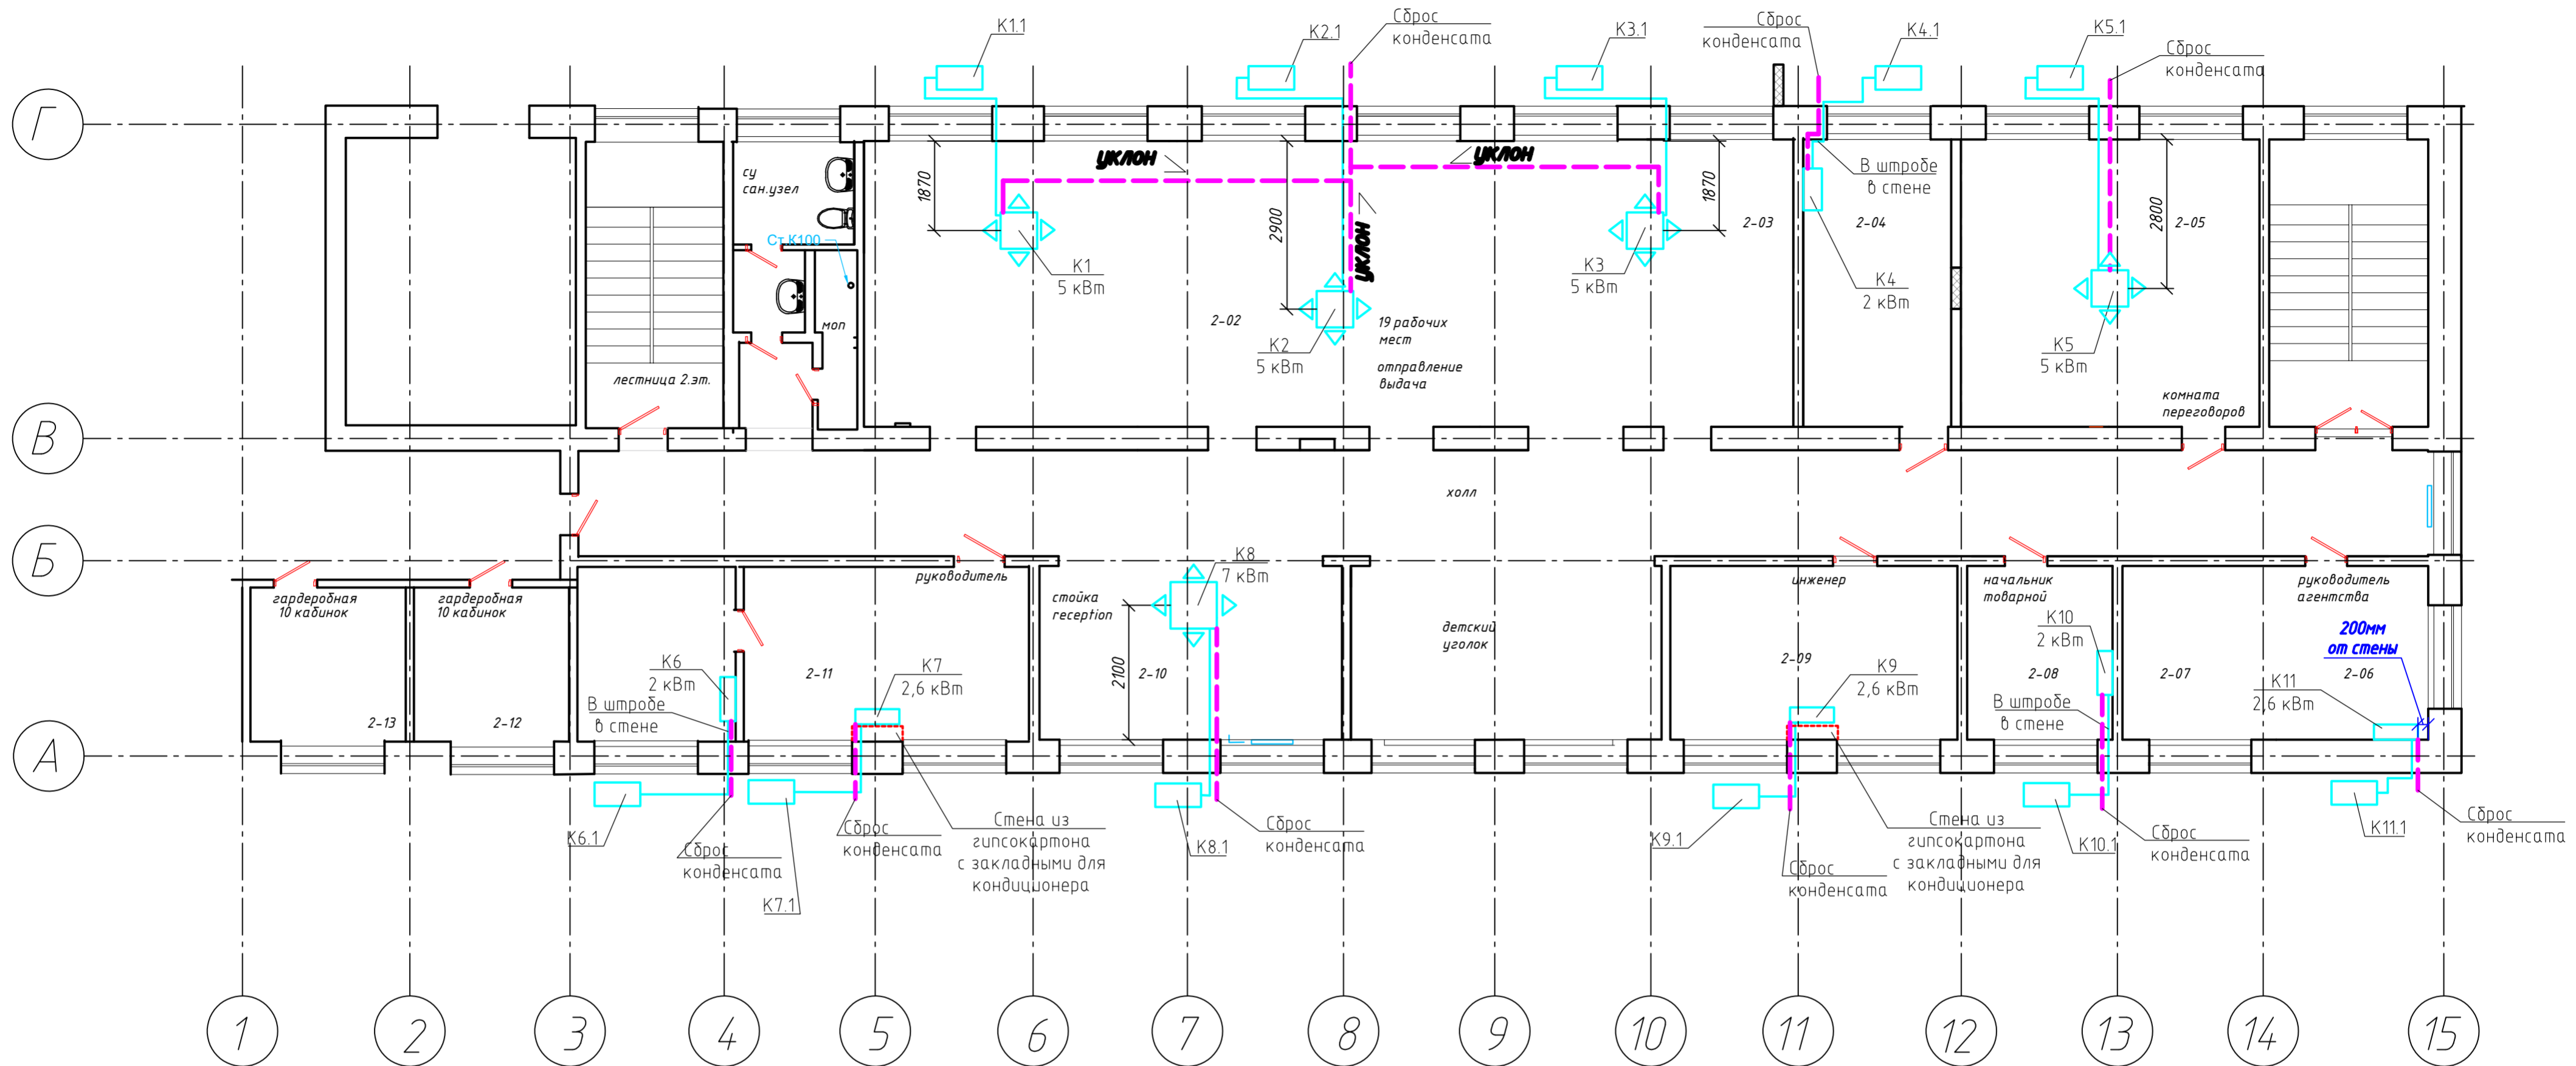 К1.1
К2.1
Сброс
конденсата
К3.1
Сброс
конденсата
К4.1
К5.1
Сброс
конденсата
Г
уклон
уклон
су
сан.узел
1870
2900
уклон
1870
В штробе
в стене
2-03
2-04
2800
2-05
Ст.К100
К1
5 кВт
К3
5 кВт
К4
2 кВт
моп
2-02
19 рабочих
мест
К2
5 кВт
отправление
выдача
К5
5 кВт
лестница 2.эт.
комната
переговоров
В
холл
Б
К8
7 кВт
руководитель
гардеробная
10 кабинок
гардеробная
10 кабинок
стойка
reception
инженер
начальник
товарной
руководитель
агентства
детский
уголок
К10
2 кВт
200мм
от стены
К6
2 кВт
2-11
К7
2,6 кВт
2100
2-10
2-09
К9
2,6 кВт
2-08
2-07
2-06
К11
2,6 кВт
В штробе
в стене
В штробе
в стене
2-13
2-12
А
К6.1
Сброс
конденсата
К7.1
Сброс
конденсата
Стена из
гипсокартона
с закладными для
кондиционера
К8.1
Сброс
конденсата
К9.1
Сброс
конденсата
Стена из
гипсокартона
с закладными для
кондиционера
К10.1
Сброс
конденсата
К11.1
Сброс
конденсата
1
2
3
4
5
6
7
8
9
10
11
12
13
14
15